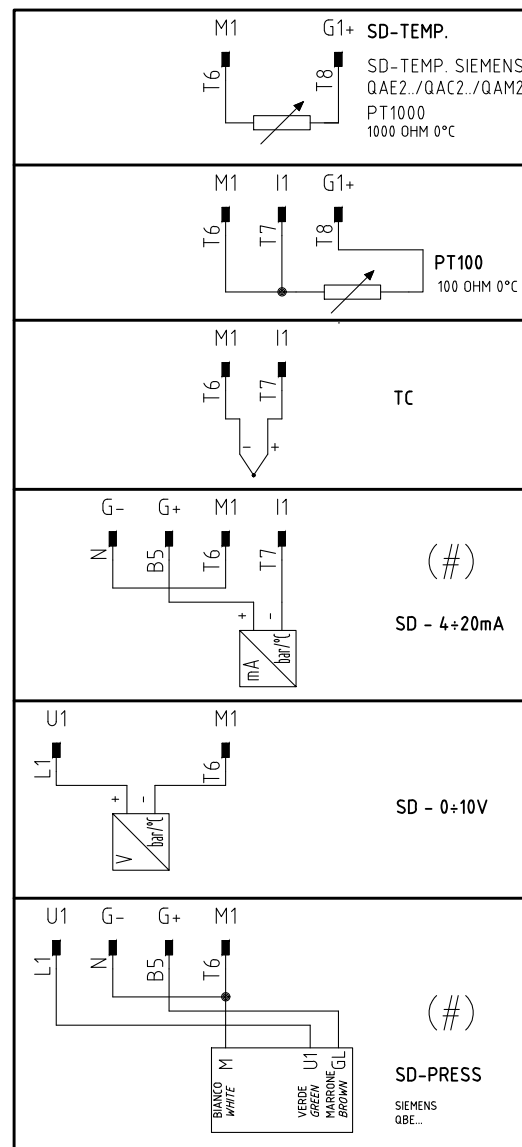 M1 G1+ SD-TEMP.
T6 T8 SD-TEMP. SIEMENS
QAE2../QAC2../QAM2
PT1000
1000 OHM 0°C
M1 I1 G1+
T6 T7 T8
PT100
100 OHM 0°C
M1 I1
T6 T7
TC
- +
G- G+ M1 I1
N B5 T6 T7
(#)
+ -
mA bar/°C
SD - 4÷20mA
U1 M1
L1 T6
+ -
V bar/°C
SD - 0÷10V
U1 G- G+ M1
L1 N B5 T6
(#)
M U1 GL
BIANCO
WHITE
VERDE
GREEN
MARRONE
BROWN
SD-PRESS
SIEMENS
QBE...